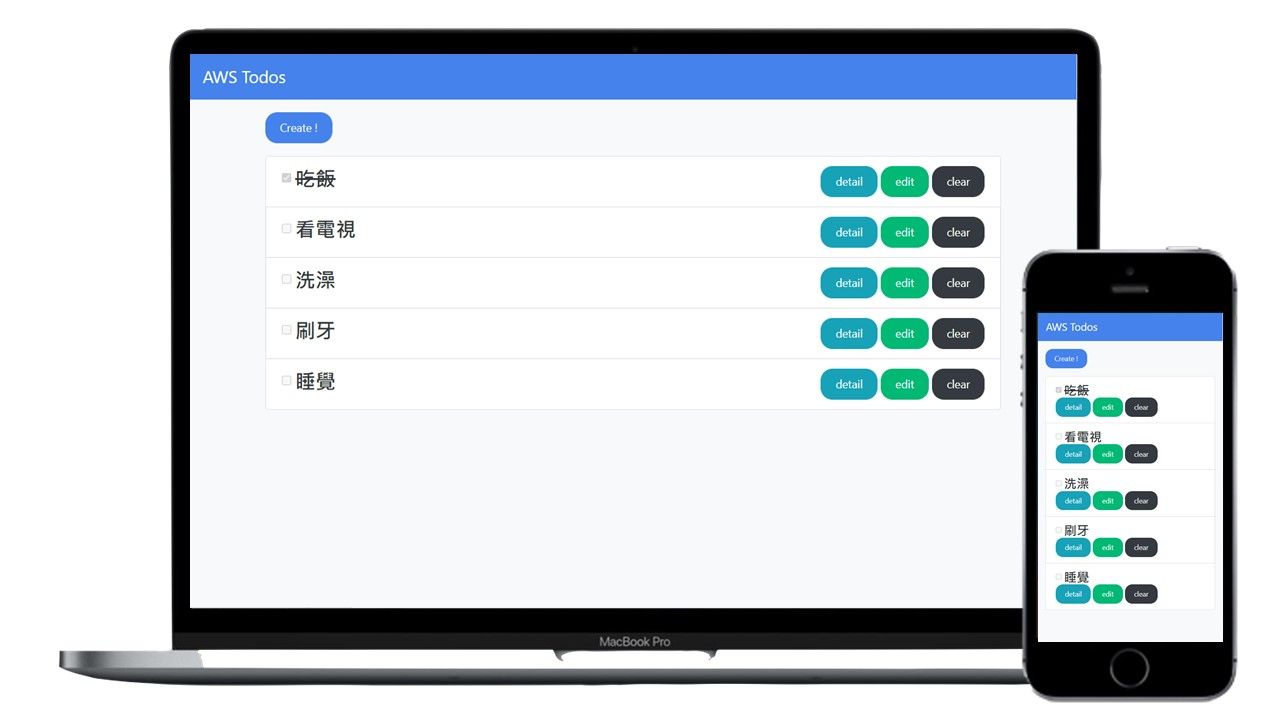 AWS Todos
Create !
吃飯 detail edit clear
看電視 detail edit clear
洗澡 detail edit clear
刷牙 detail edit clear
睡覺 detail edit clear
MacBook Pro
AWS Todos
Create !
吃飯
detail edit clear
看電視
detail edit clear
洗澡
detail edit clear
刷牙
detail edit clear
睡覺
detail edit clear